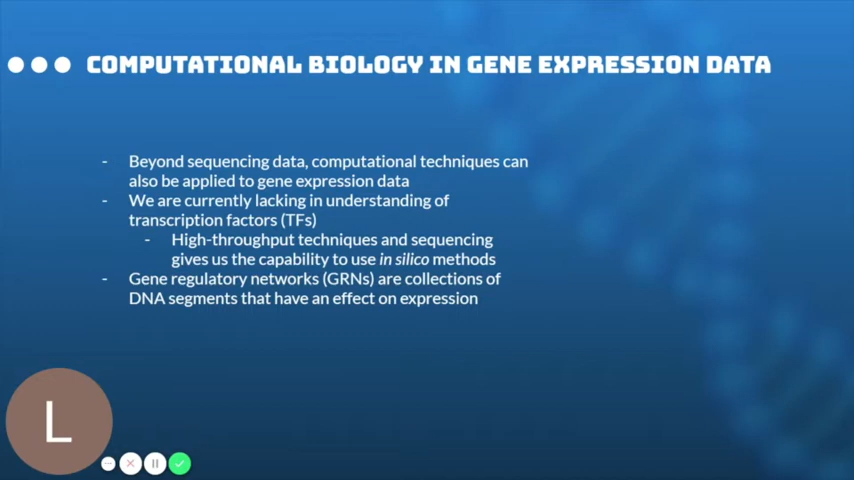 COMPUTATIONAL BIOLOGY IN GENE EXPRESSION DATA
- Beyond sequencing data, computational techniques can
also be applied to gene expression data
- We are currently lacking in understanding of
transcription factors (TFs)
- High-throughput techniques and sequencing
gives us the capability to use in silico methods
- Gene regulatory networks (GRNs) are collections of
DNA segments that have an effect on expression
L